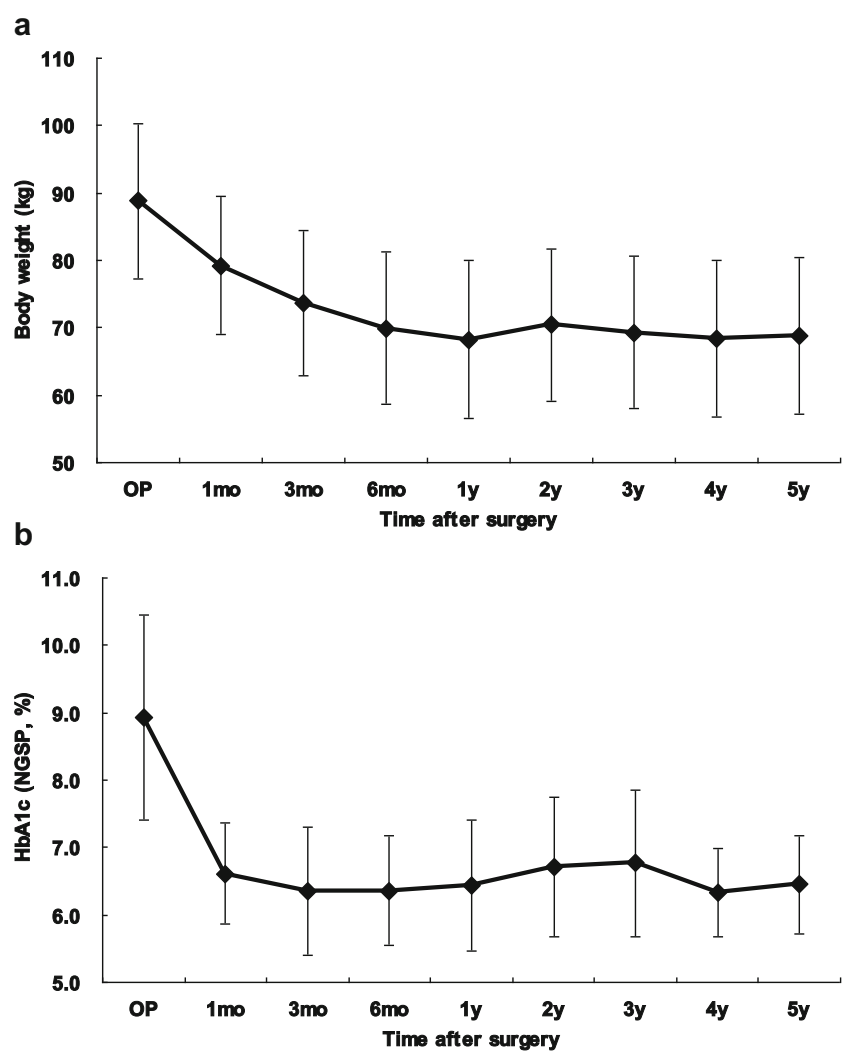 a
110
100
90
80
70
60
50
Body weight (kg)
OP 1mo 3mo 6mo 1y 2y 3y 4y 5y
Time after surgery
b
11.0
10.0
9.0
8.0
7.0
6.0
5.0
HbA1c (NGSP, %)
OP 1mo 3mo 6mo 1y 2y 3y 4y 5y
Time after surgery